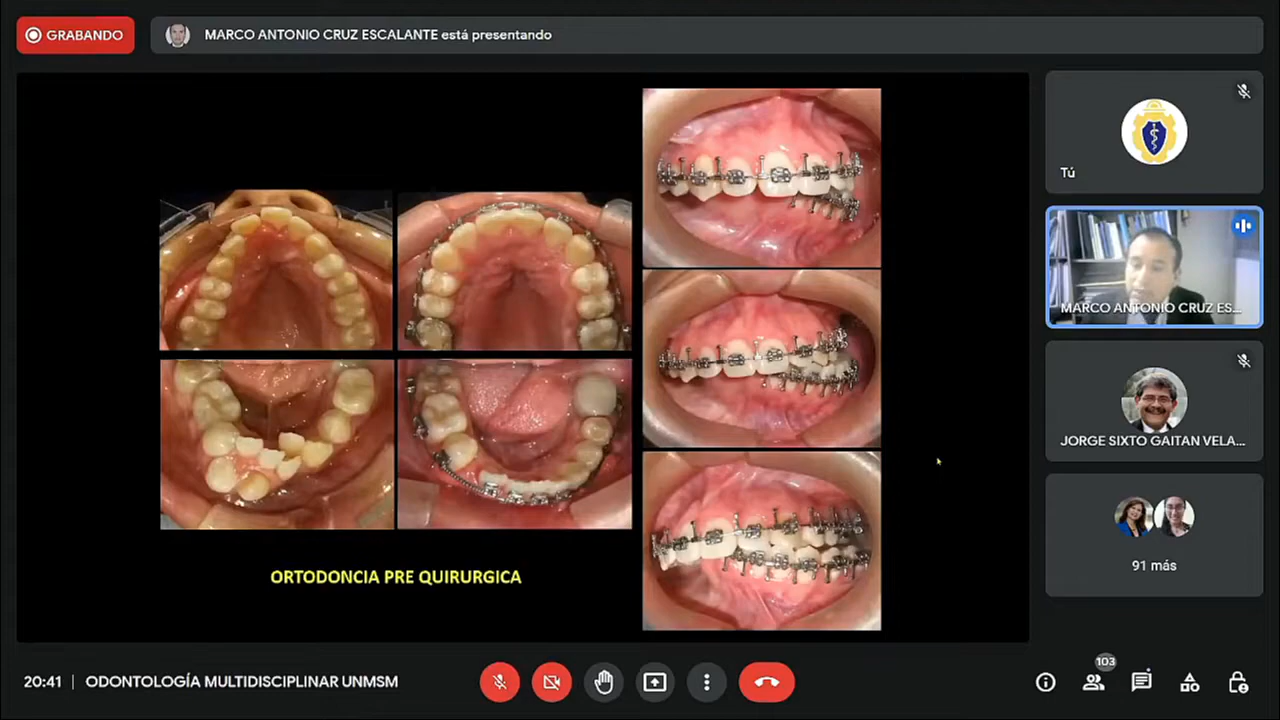 GRABANDO
MARCO ANTONIO CRUZ ESCALANTE está presentando
Tú
MARCO ANTONIO CRUZ ES...
JORGE SIXTO GAITAN VELA...
91 más
ORTODONCIA PRE QUIRURGICA
20:41 | ODONTOLOGÍA MULTIDISCIPLINAR UNMSM
103